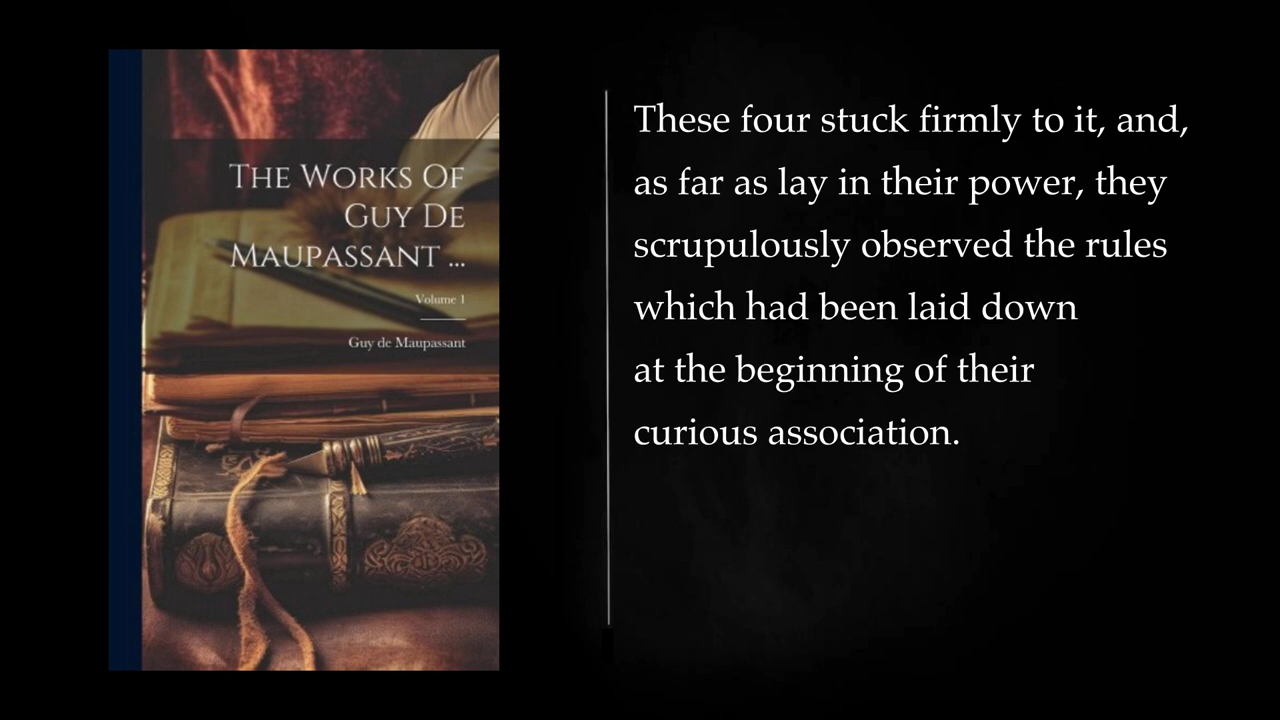 The Works Of
Guy De
Maupassant ...
Volume 1
Guy de Maupassant
These four stuck firmly to it, and,
as far as lay in their power, they
scrupulously observed the rules
which had been laid down
at the beginning of their
curious association.